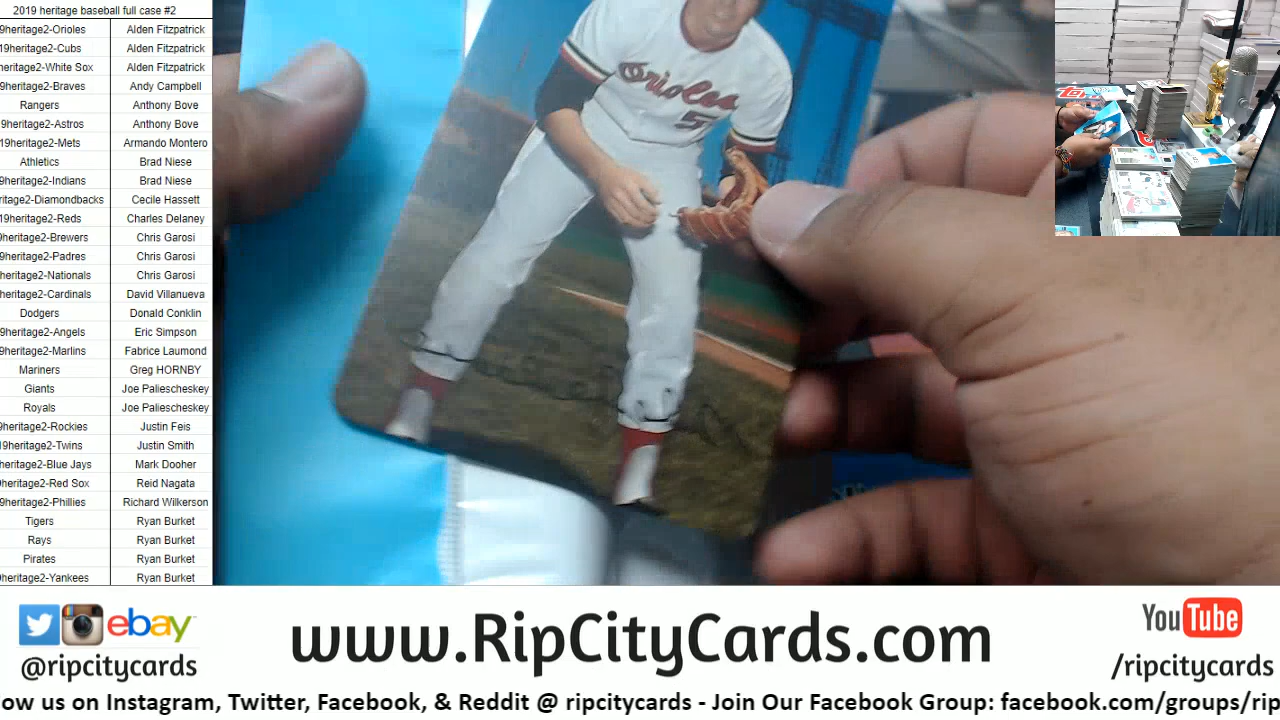 2019 heritage baseball full case #2
9heritage2-Orioles Alden Fitzpatrick
19heritage2-Cubs Alden Fitzpatrick
heritage2-White Sox Alden Fitzpatrick
9heritage2-Braves Andy Campbell
Rangers Anthony Bove
9heritage2-Astros Anthony Bove
9heritage2-Mets Armando Montero
Athletics Brad Niese
9heritage2-Indians Brad Niese
ritage2-Diamondbacks Cecile Hassett
19heritage2-Reds Charles Delaney
9heritage2-Brewers Chris Garosi
9heritage2-Padres Chris Garosi
heritage2-Nationals Chris Garosi
heritage2-Cardinals David Villanueva
Dodgers Donald Conklin
9heritage2-Angels Eric Simpson
9heritage2-Marlins Fabrice Laumond
Mariners Greg HORNBY
Giants Joe Paliescheskey
Royals Joe Paliescheskey
9heritage2-Rockies Justin Feis
19heritage2-Twins Justin Smith
heritage2-Blue Jays Mark Dooher
9heritage2-Red Sox Reid Nagata
9heritage2-Phillies Richard Wilkerson
Tigers Ryan Burket
Rays Ryan Burket
Pirates Ryan Burket
9heritage2-Yankees Ryan Burket
Orioles
5
ebay
@ripcitycards
www.RipCityCards.com
YouTube
/ripcitycards
ow us on Instagram, Twitter, Facebook, & Reddit @ ripcitycards - Join Our Facebook Group: facebook.com/groups/rip